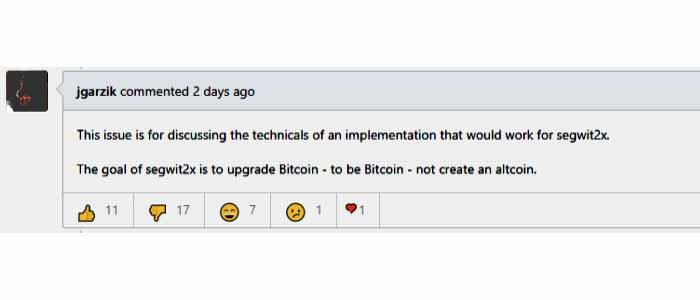 jgarzik commented 2 days ago
This issue is for discussing the technicals of an implementation that would work for segwit2x.
The goal of segwit2x is to upgrade Bitcoin - to be Bitcoin - not create an altcoin.
11 17 7 1 1